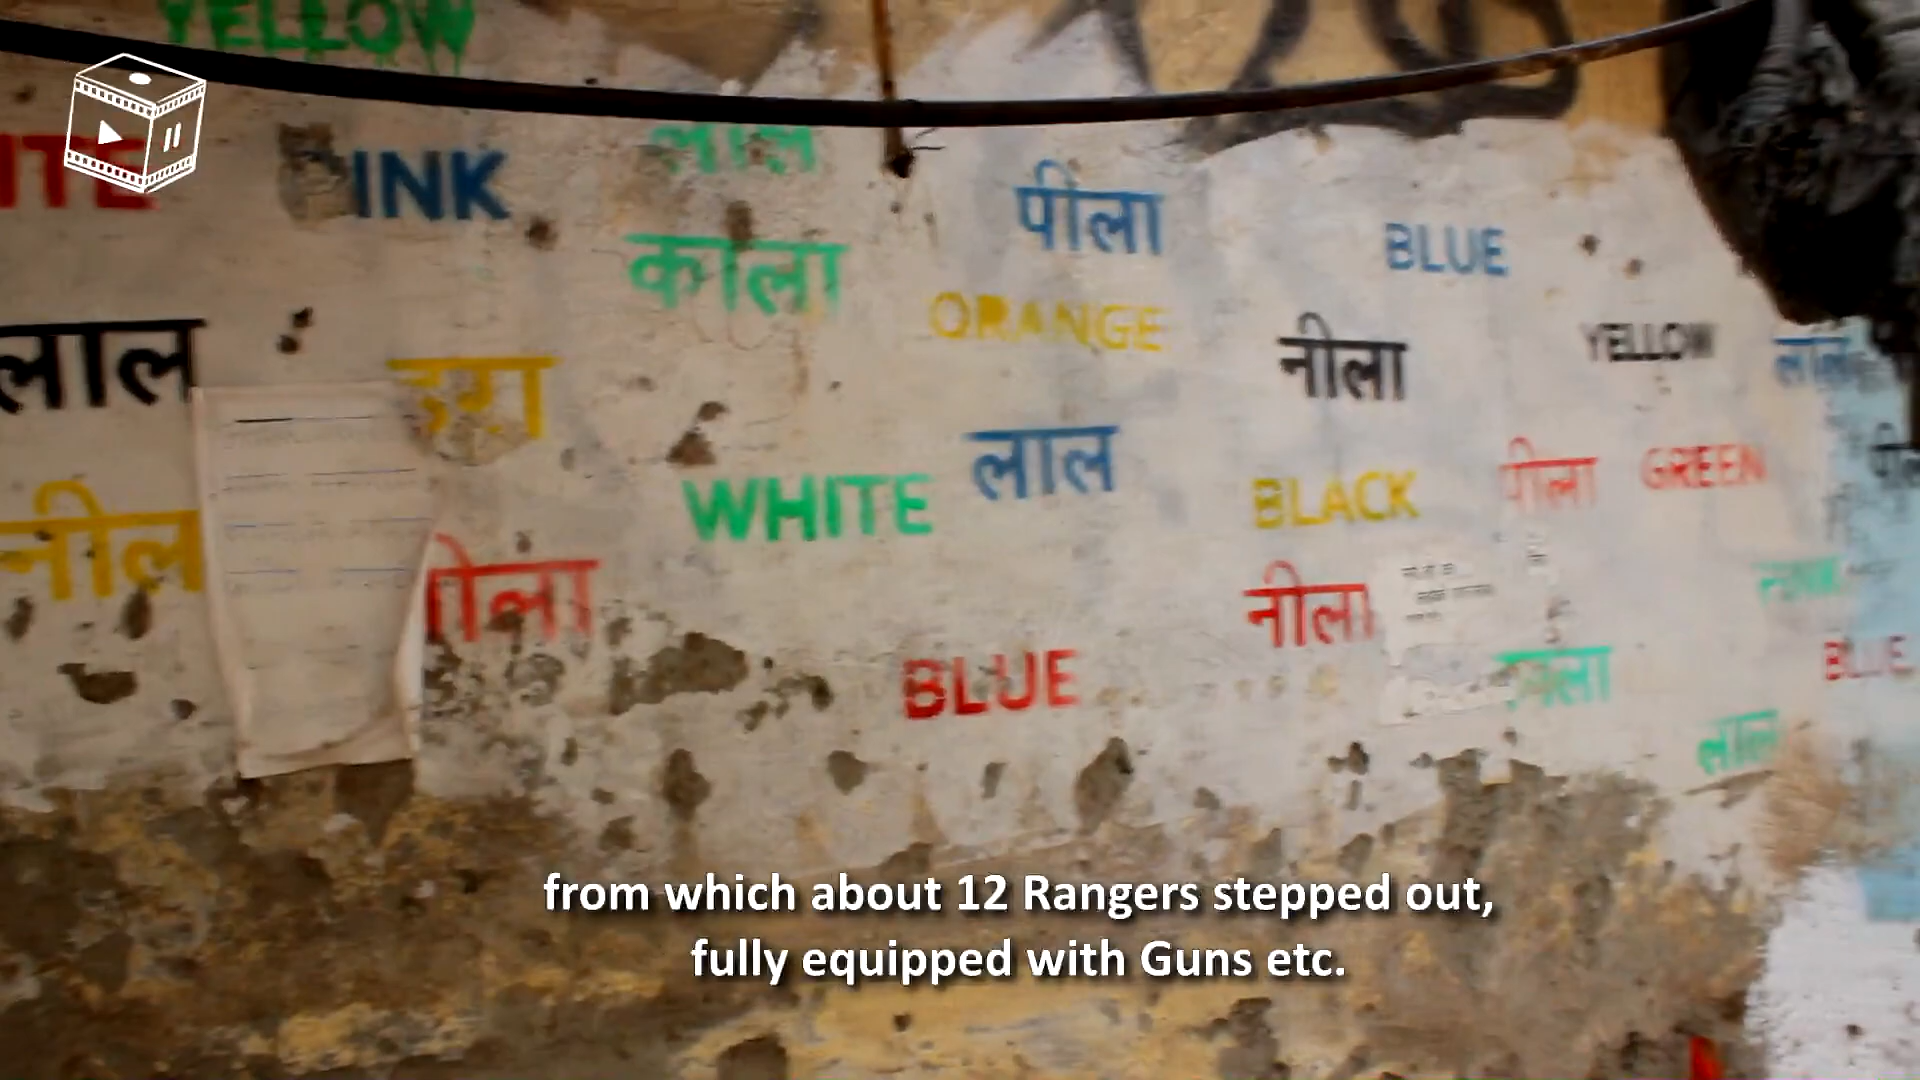 YELLOW
लाल
INK
पीला
BLUE
काला
ORANGE
नीला
YELLOW
लाल
लाल
हरा
लाल
WHITE
BLACK
पीला
GREEN
नील
नीला
BLUE
BLUE
लाल
from which about 12 Rangers stepped out,
fully equipped with Guns etc.